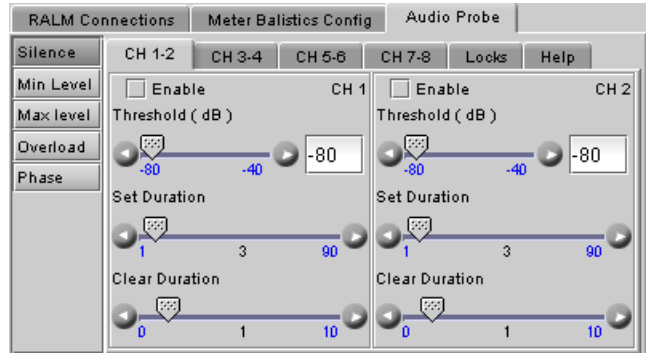 RALM Connections Meter Balistics Config Audio Probe
Silence CH 1-2 CH 3-4 CH 5-6 CH 7-8 Locks Help
Min Level Enable CH 1 Enable CH 2
Max level Threshold ( dB ) Threshold ( dB )
Overload -80 -80
-80 -40 -80 -40
Phase
Set Duration Set Duration
1 3 90 1 3 90
Clear Duration Clear Duration
0 1 10 0 1 10